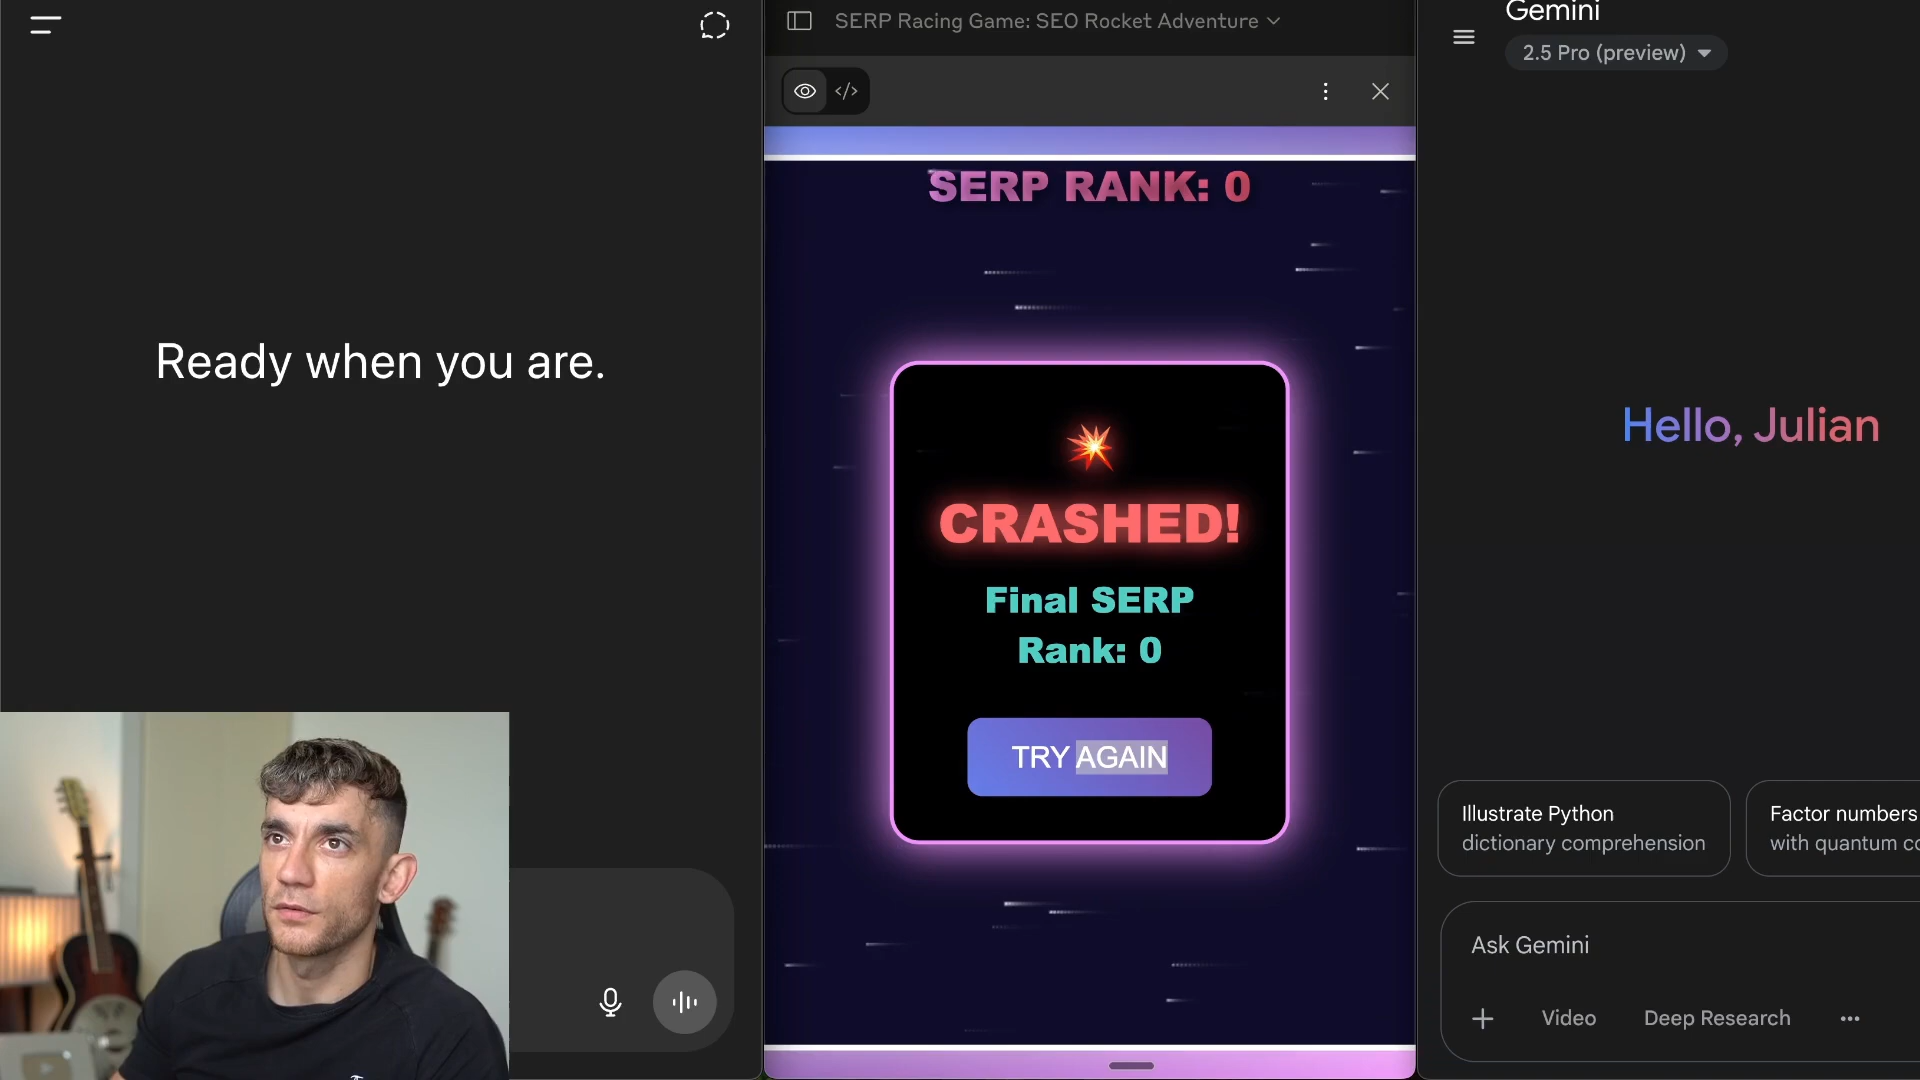 Ready when you are.
SERP Racing Game: SEO Rocket Adventure
SERP RANK: 0
CRASHED!
Final SERP
Rank: 0
TRY AGAIN
Gemini
2.5 Pro (preview)
Hello, Julian
Illustrate Python
dictionary comprehension
Factor numbers
with quantum co
Ask Gemini
Video
Deep Research